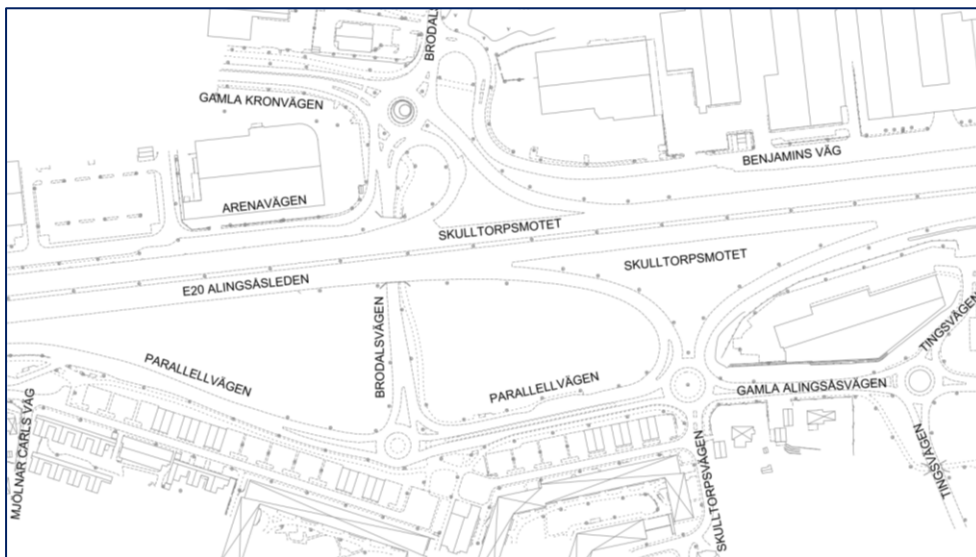 BRODALSVÄGEN
GAMLA KRONVÄGEN
BENJAMINS VÄG
ARENAVÄGEN
SKULLTORPSMOTET
SKULLTORPSMOTET
E20 ALINGSÅSLEDEN
TINGSVÄGEN
BRODALSVÄGEN
PARALLELLVÄGEN
PARALLELLVÄGEN
GAMLA ALINGSÅSVÄGEN
MJÖLNAR CARLS VÄG
SKULLTORPSVÄGEN
TINGSVÄGEN